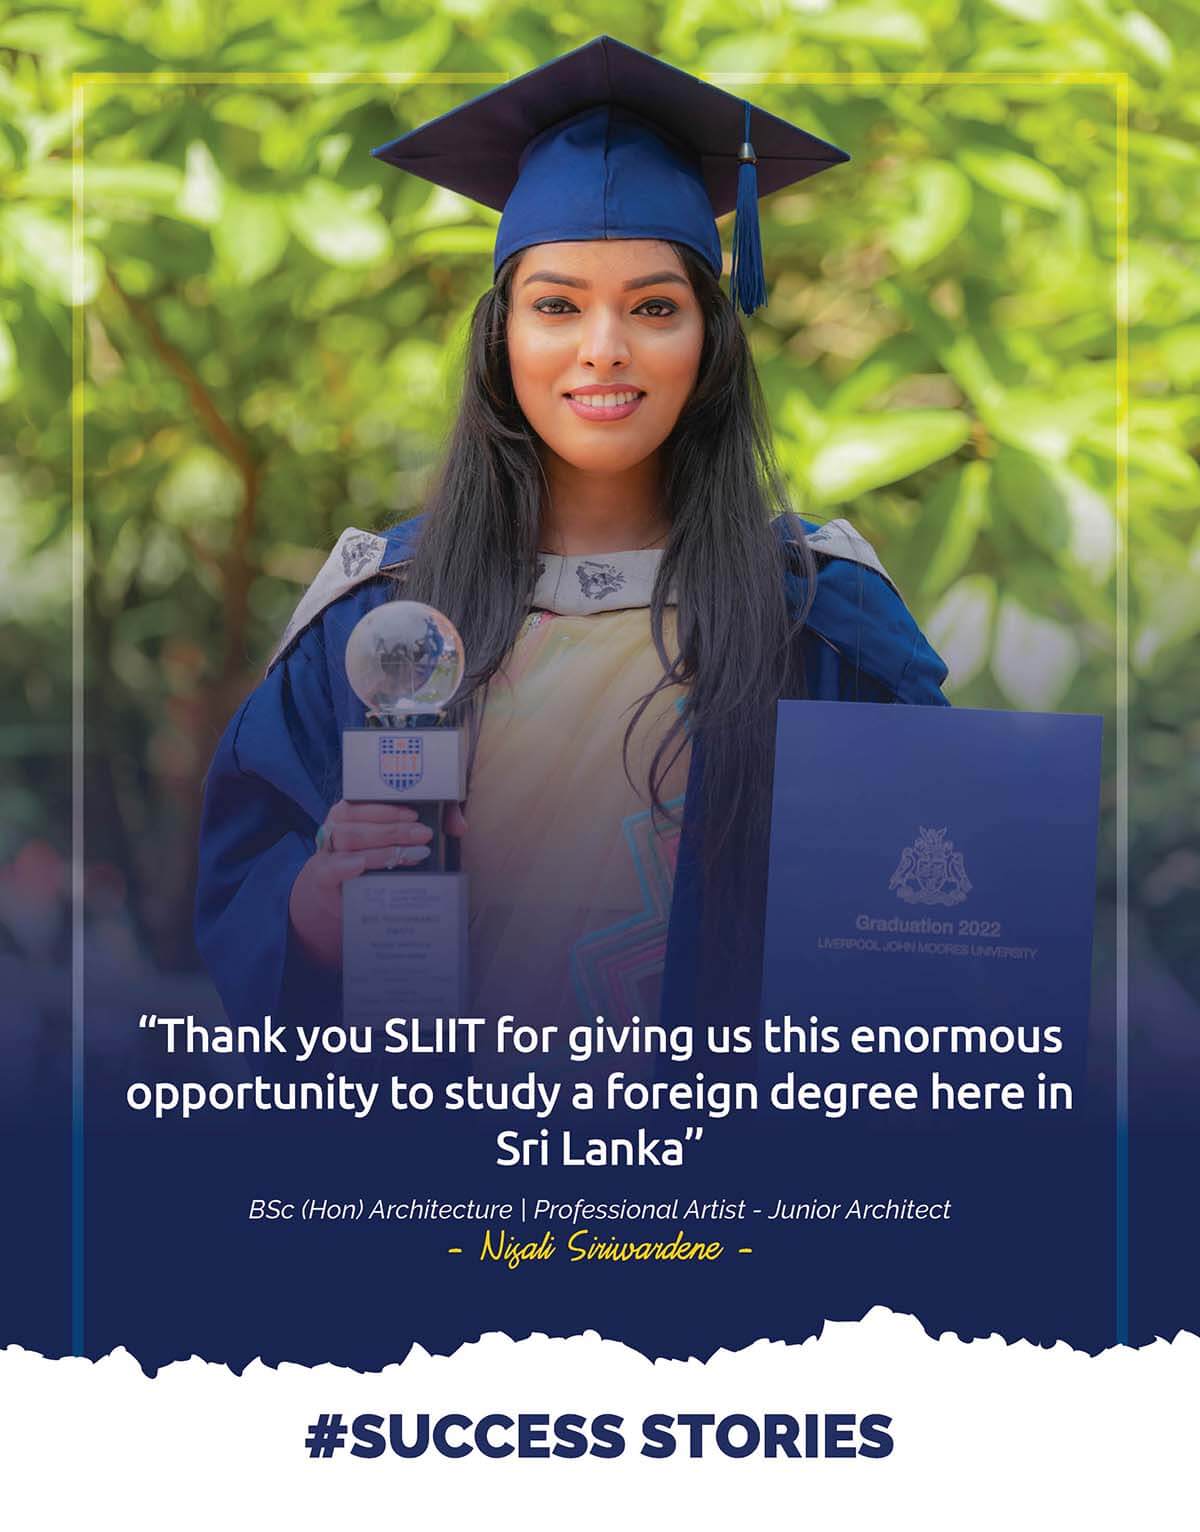 Graduation 2022
LIVERPOOL JOHN MOORES UNIVERSITY
“Thank you SLIIT for giving us this enormous
opportunity to study a foreign degree here in
Sri Lanka”
BSc (Hon) Architecture | Professional Artist - Junior Architect
- Nizali Siriwardene -
#SUCCESS STORIES